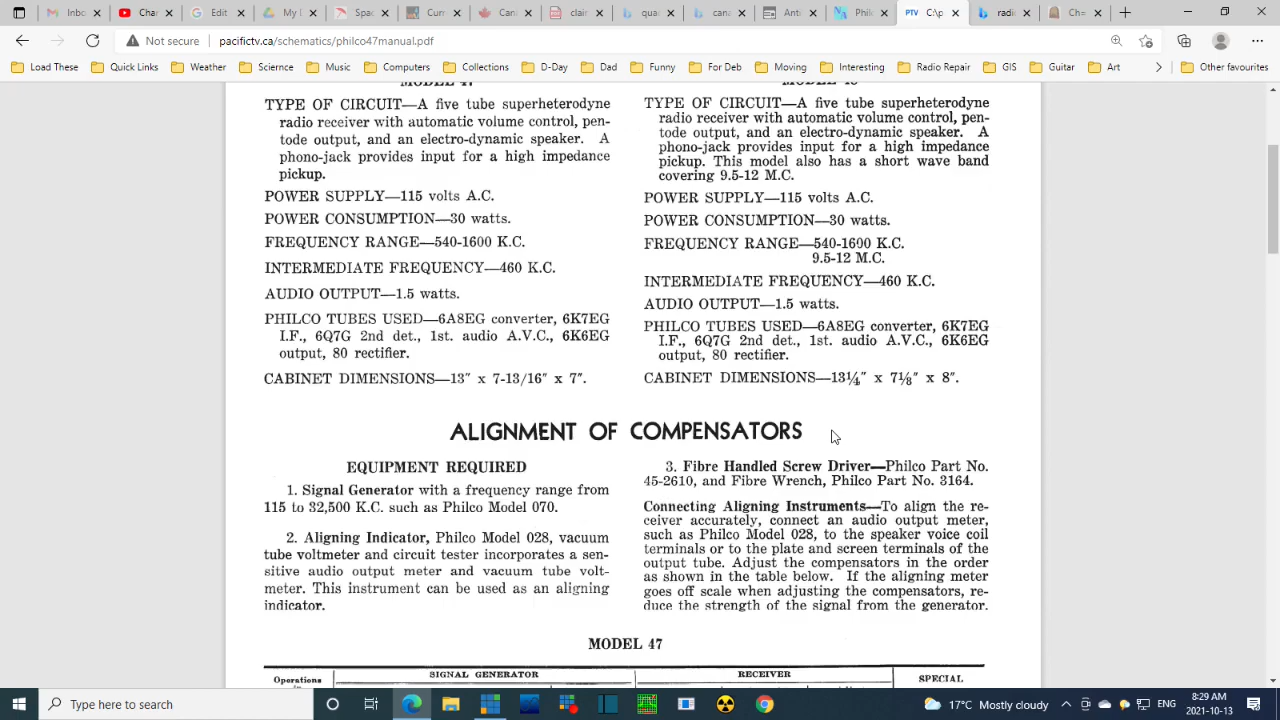 Inbox
Char
Edit
Goog
Sprea
Curr
Goog
clari
quar
cana
Ante
Philc
CAp
radi
Che
Not secure
pacifictv.ca/schematics/philco47manual.pdf
Load These
Quick Links
Weather
Science
Music
Computers
Collections
D-Day
Dad
Funny
For Deb
Moving
Interesting
Radio Repair
GIS
Guitar
Art
Other favourites
TYPE OF CIRCUIT—A five tube superheterodyne
radio receiver with automatic volume control, pen-
tode output, and an electro-dynamic speaker. A
phono-jack provides input for a high impedance
pickup.
POWER SUPPLY—115 volts A.C.
POWER CONSUMPTION—30 watts.
FREQUENCY RANGE—540-1600 K.C.
INTERMEDIATE FREQUENCY—460 K.C.
AUDIO OUTPUT—1.5 watts.
PHILCO TUBES USED—6A8EG converter, 6K7EG
I.F., 6Q7G 2nd det., 1st. audio A.V.C., 6K6EG
output, 80 rectifier.
CABINET DIMENSIONS—13″ x 7-13/16″ x 7″.
TYPE OF CIRCUIT—A five tube superheterodyne
radio receiver with automatic volume control, pen-
tode output, and an electro-dynamic speaker. A
phono-jack provides input for a high impedance
pickup. This model also has a short wave band
covering 9.5-12 M.C.
POWER SUPPLY—115 volts A.C.
POWER CONSUMPTION—30 watts.
FREQUENCY RANGE—540-1600 K.C.
9.5-12 M.C.
INTERMEDIATE FREQUENCY—460 K.C.
AUDIO OUTPUT—1.5 watts.
PHILCO TUBES USED—6A8EG converter, 6K7EG
I.F., 6Q7G 2nd det., 1st. audio A.V.C., 6K6EG
output, 80 rectifier.
CABINET DIMENSIONS—13¼″ x 7⅛″ x 8″.
ALIGNMENT OF COMPENSATORS
EQUIPMENT REQUIRED
1. Signal Generator with a frequency range from
115 to 32,500 K.C. such as Philco Model 070.
2. Aligning Indicator, Philco Model 028, vacuum
tube voltmeter and circuit tester incorporates a sen-
sitive audio output meter and vacuum tube volt-
meter. This instrument can be used as an aligning
indicator.
3. Fibre Handled Screw Driver—Philco Part No.
45-2610, and Fibre Wrench, Philco Part No. 3164.
Connecting Aligning Instruments—To align the re-
ceiver accurately, connect an audio output meter,
such as Philco Model 028, to the speaker voice coil
terminals or to the plate and screen terminals of the
output tube. Adjust the compensators in the order
as shown in the table below. If the aligning meter
goes off scale when adjusting the compensators, re-
duce the strength of the signal from the generator.
MODEL 47
Operations
SIGNAL GENERATOR
RECEIVER
SPECIAL
Type here to search
17°C Mostly cloudy
ENG
8:29 AM
2021-10-13